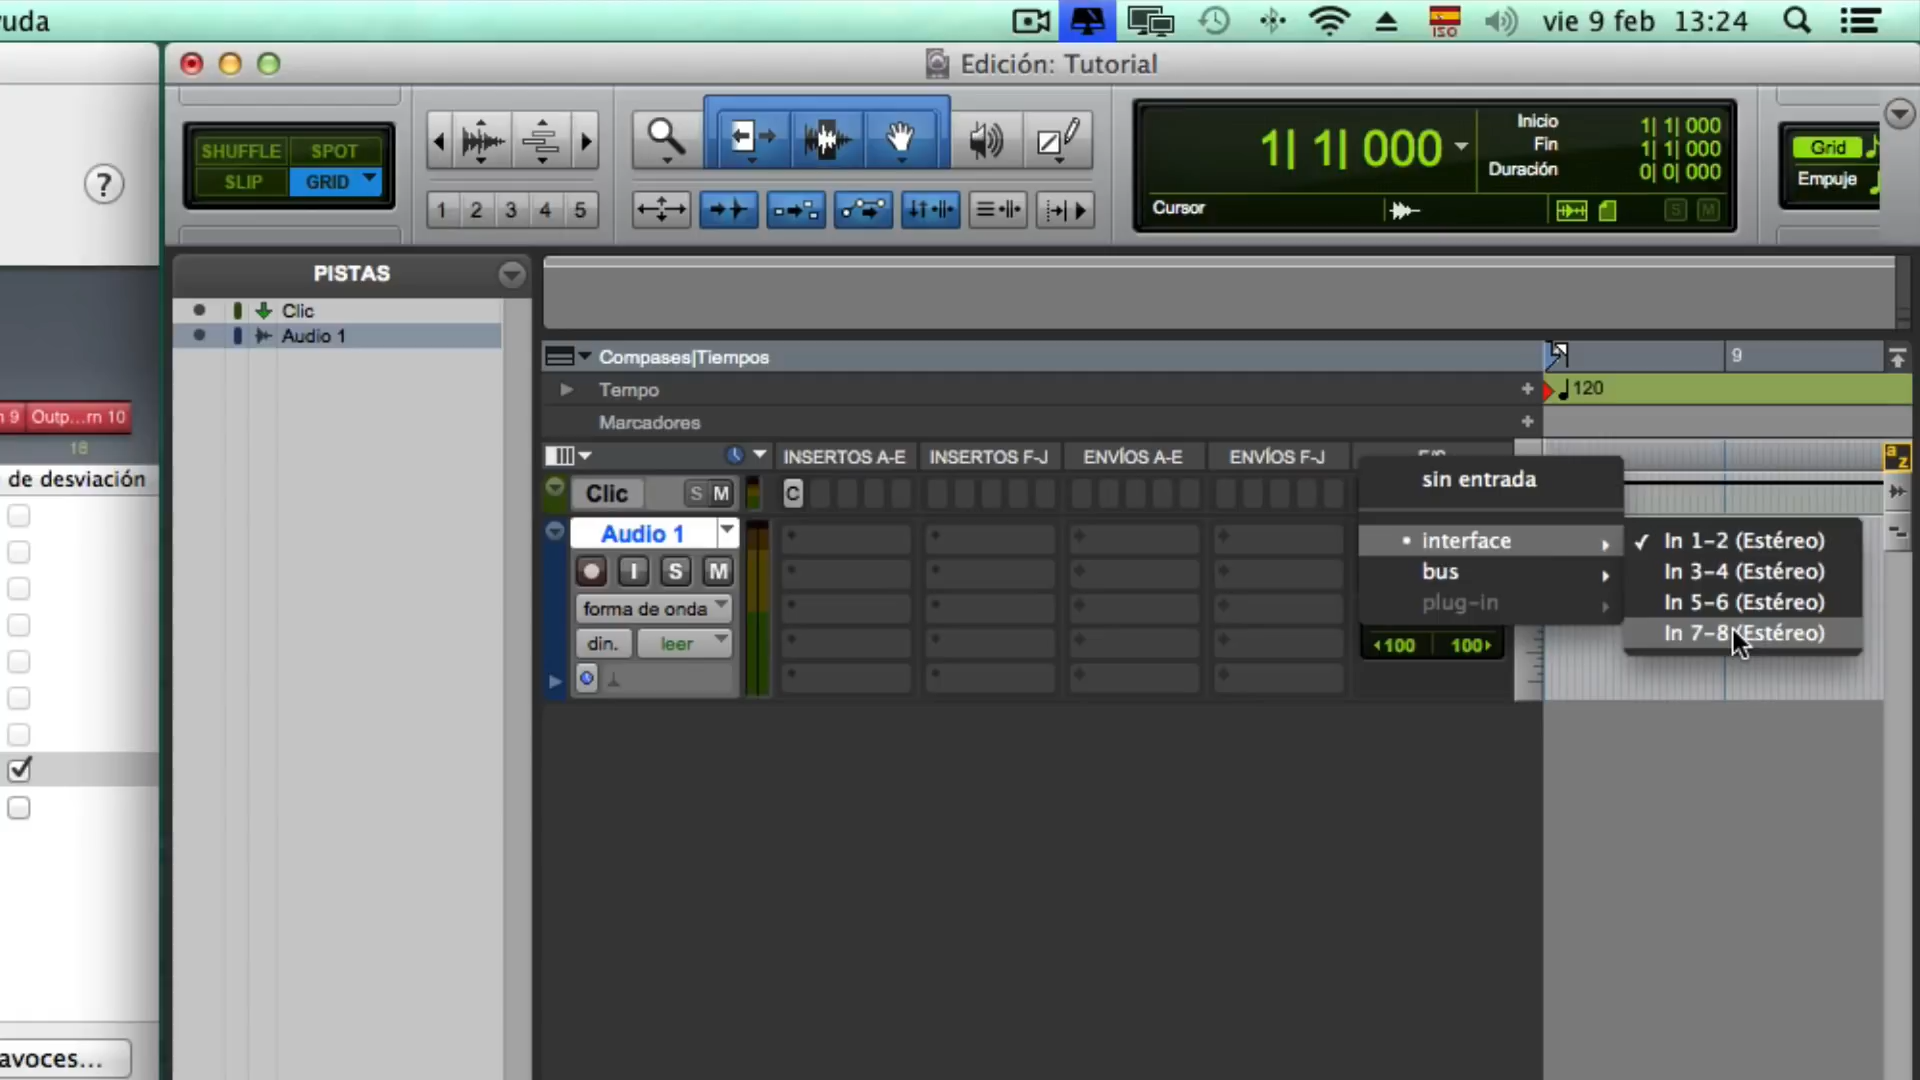 uda
vie 9 feb 13:24
Edición: Tutorial
SHUFFLE SPOT
SLIP GRID
1 2 3 4 5
1| 1| 000
Inicio 1| 1| 000
Fin 1| 1| 000
Duración 0| 0| 000
Cursor
S M
Grid
Empuje
?
PISTAS
Clic
Audio 1
Compases|Tiempos
9
Tempo
120
Marcadores
INSERTOS A-E INSERTOS F-J ENVÍOS A-E ENVÍOS F-J
a z
Clic S M C
Audio 1
I S M
forma de onda
din. leer
sin entrada
interface
bus
plug-in
In 1-2 (Estéreo)
In 3-4 (Estéreo)
In 5-6 (Estéreo)
In 7-8 (Estéreo)
100 100
n 9 Outp...rn 10
18
de desviación
avoces...
ISO